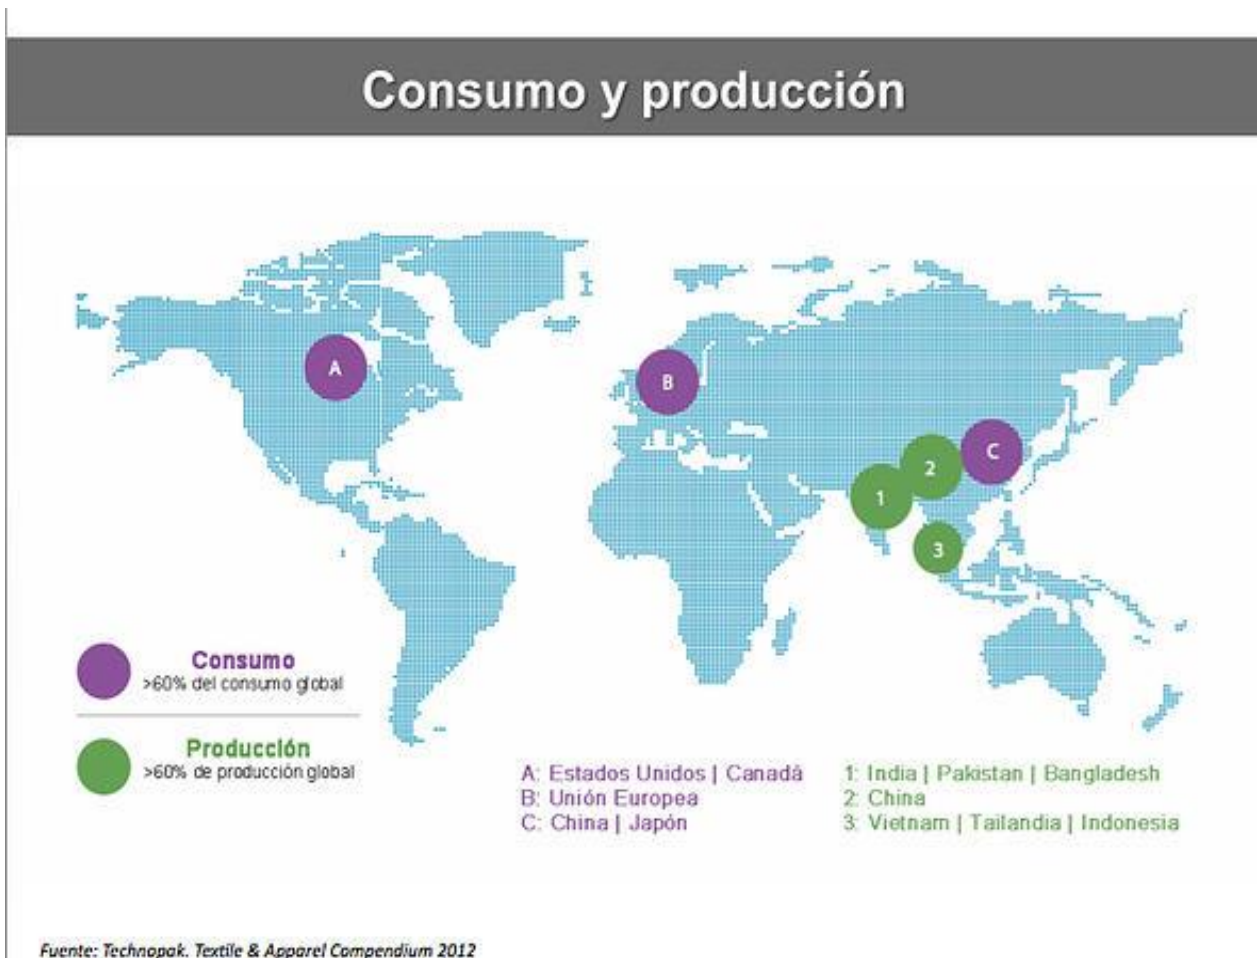 Consumo y producción
A
B
C
2
1
3
Consumo
>60% del consumo global
Producción
>60% de producción global
A: Estados Unidos | Canadá
B: Unión Europea
C: China | Japón
1: India | Pakistan | Bangladesh
2: China
3: Vietnam | Tailandia | Indonesia
Fuente: Technopak. Textile & Apparel Compendium 2012